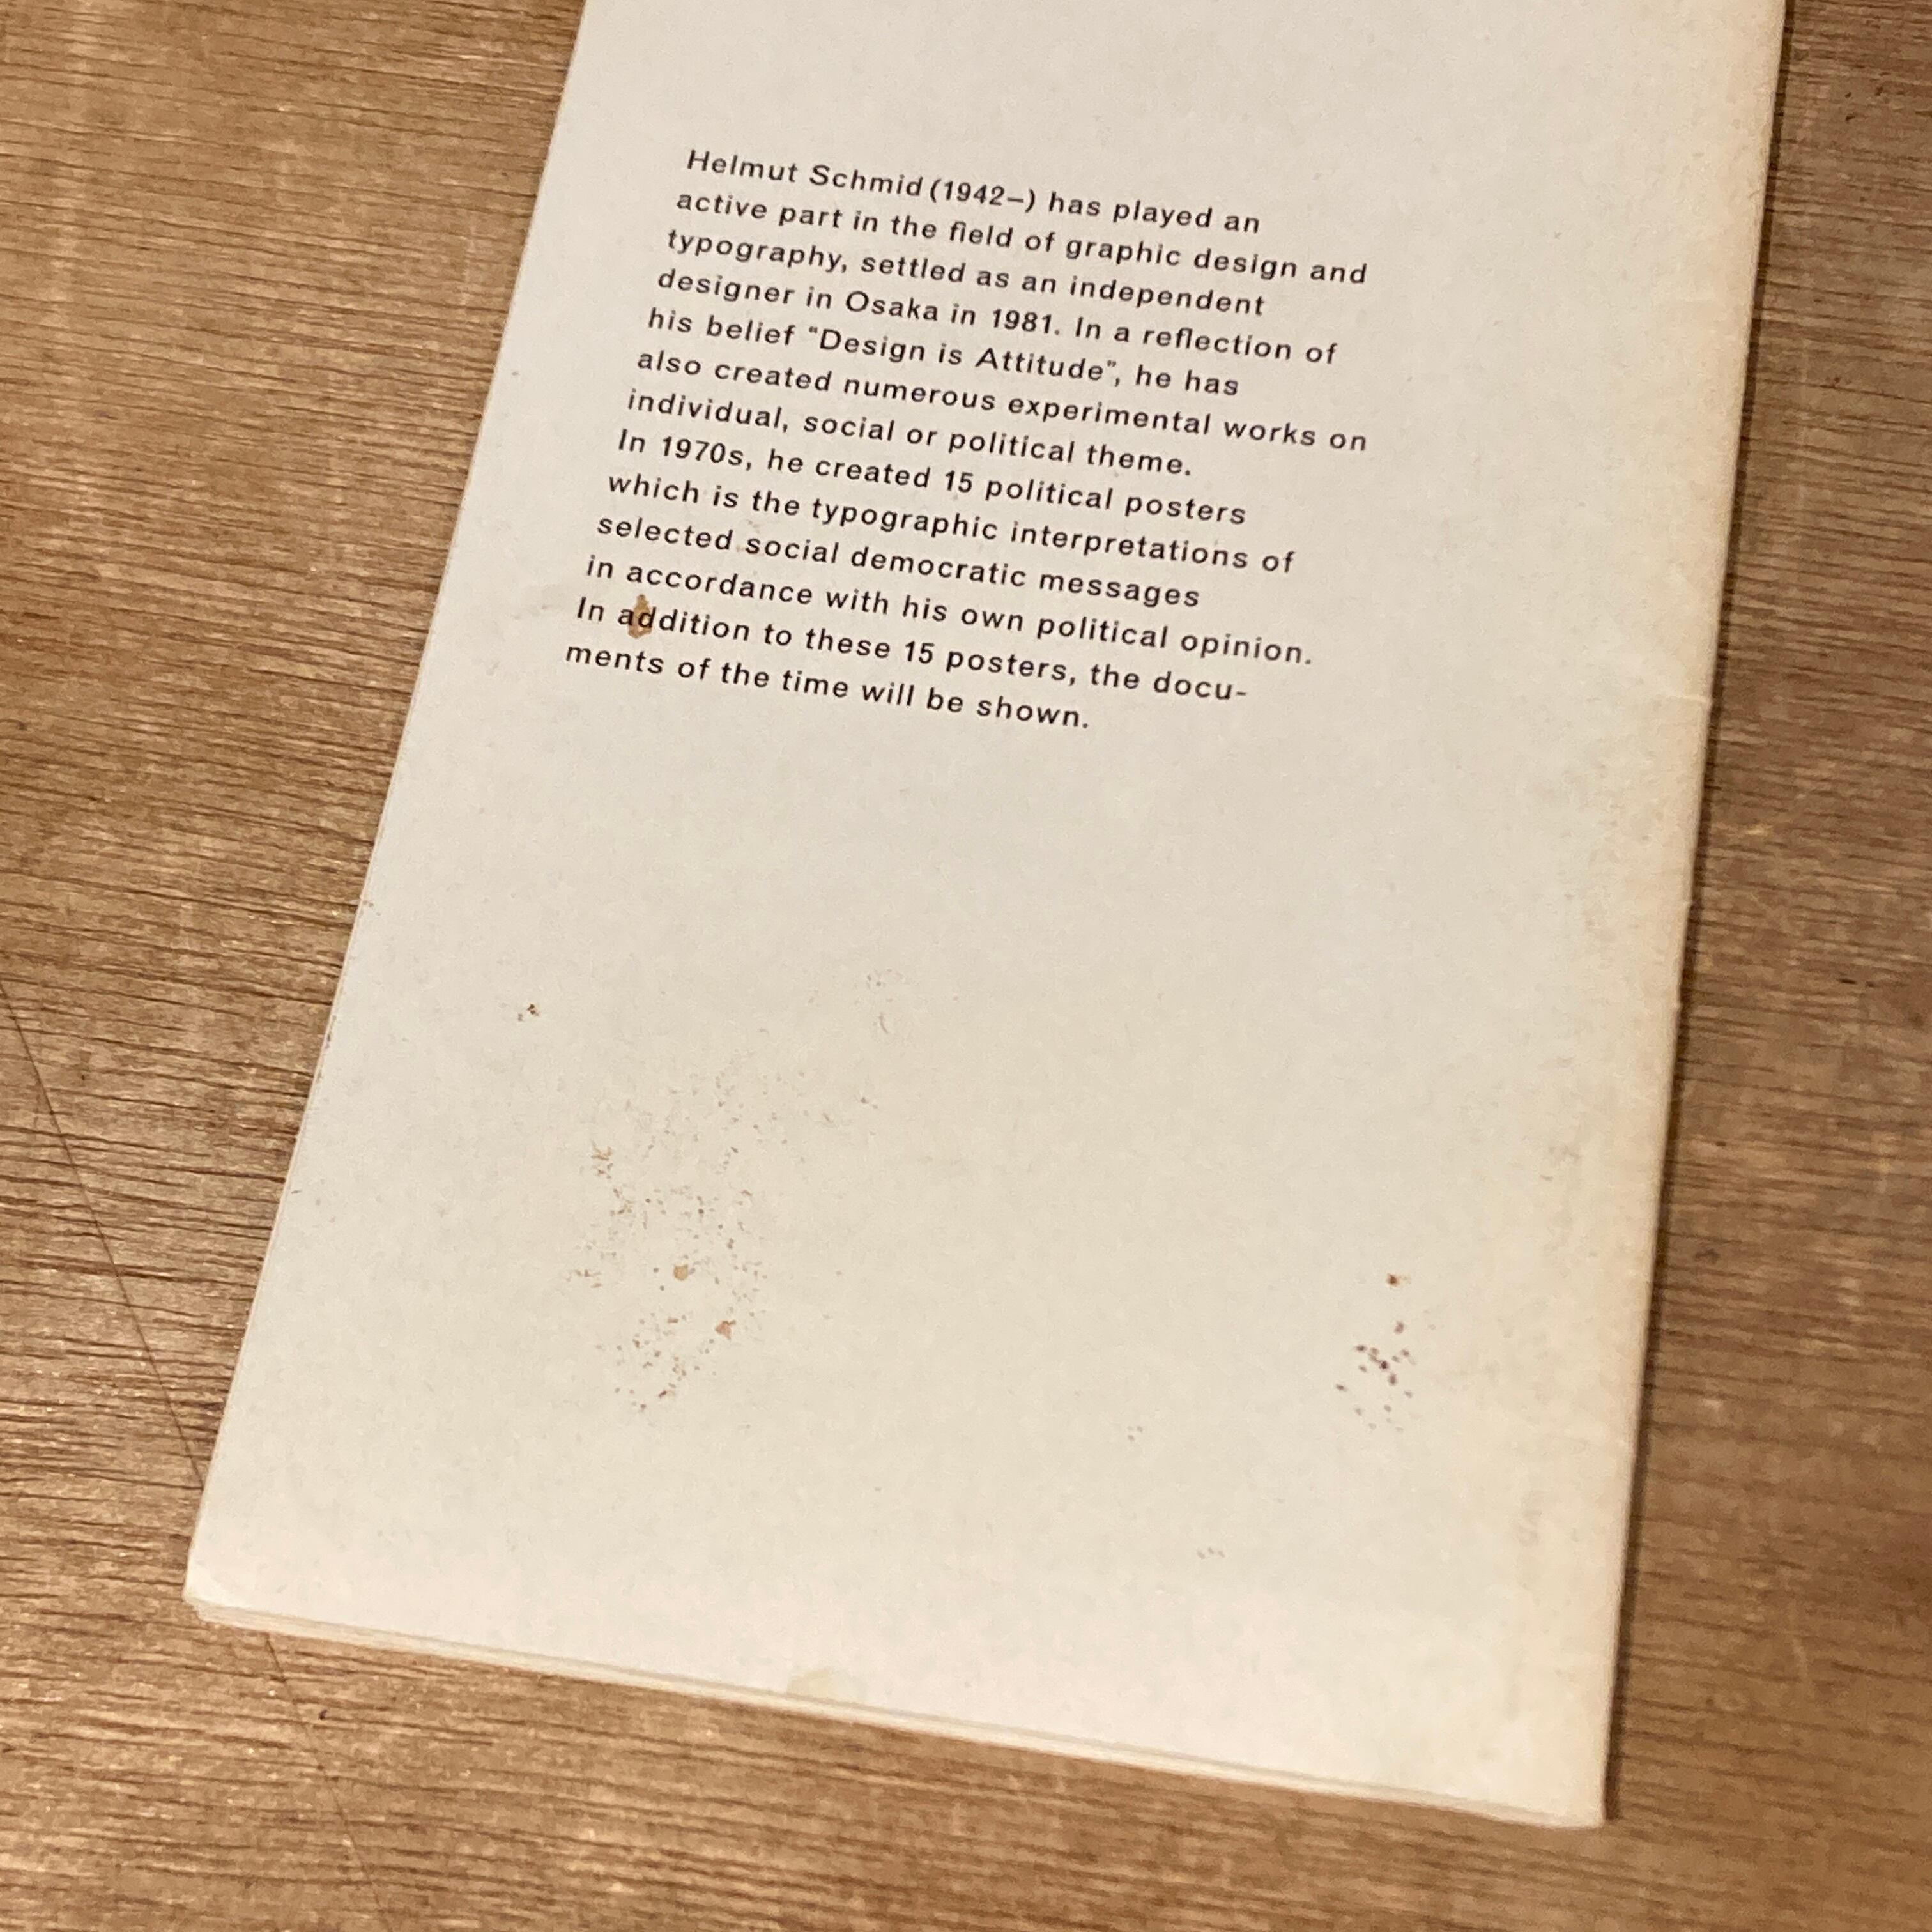 Helmut Schmid (1942–) has played an
active part in the field of graphic design and
typography, settled as an independent
designer in Osaka in 1981. In a reflection of
his belief “Design is Attitude”, he has
also created numerous experimental works on
individual, social or political theme.
In 1970s, he created 15 political posters
which is the typographic interpretations of
selected social democratic messages
in accordance with his own political opinion.
In addition to these 15 posters, the docu-
ments of the time will be shown.